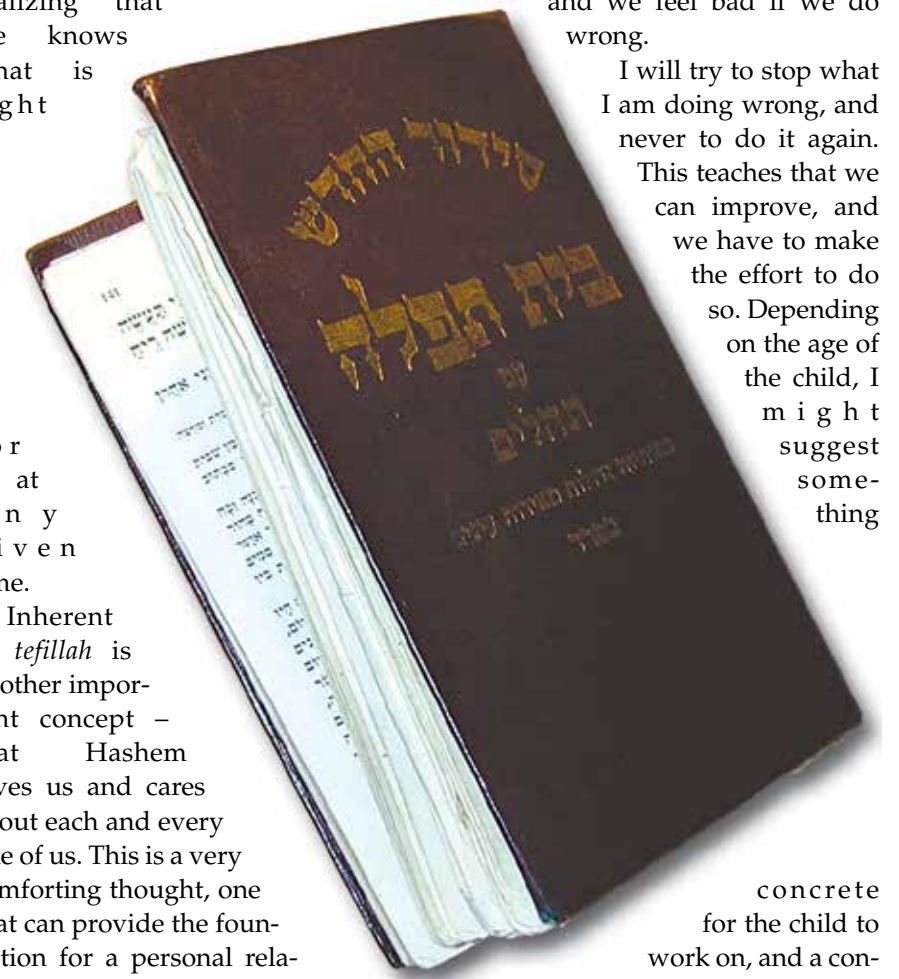 alizing that
e knows
hat is
ght
or
at
n y
iven
me.
Inherent
tefillah is
other impor-
nt concept –
at Hashem
ves us and cares
out each and every
e of us. This is a very
mforting thought, one
at can provide the foun-
tion for a personal rela-
141
סידור החדש
בית תפלה
עם
תהלים
and we feel bad if we do
wrong.
I will try to stop what
I am doing wrong, and
never to do it again.
This teaches that we
can improve, and
we have to make
the effort to do
so. Depending
on the age of
the child, I
might
suggest
some-
thing
concrete
for the child to
work on, and a con-